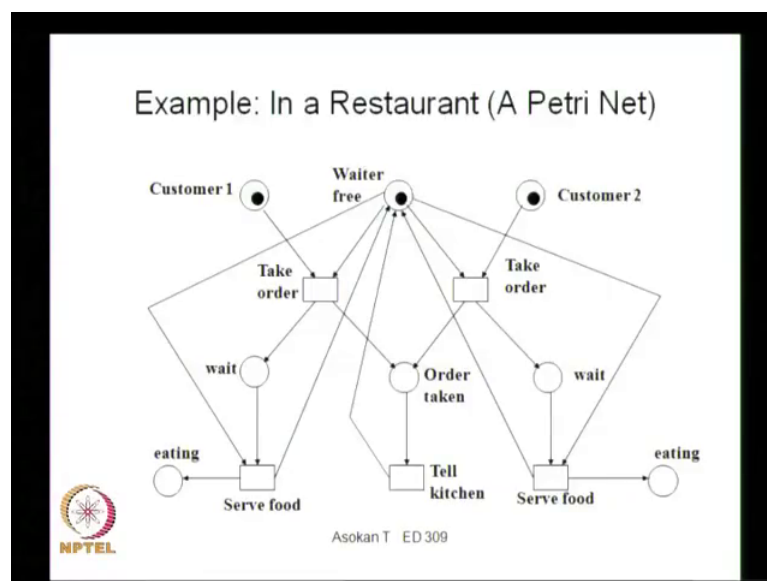 Example: In a Restaurant (A Petri Net)
Customer 1
Waiter
free
Customer 2
Take
order
Take
order
wait
Order
taken
wait
eating
Serve food
Tell
kitchen
Serve food
eating
NPTEL
Asokan T ED 309